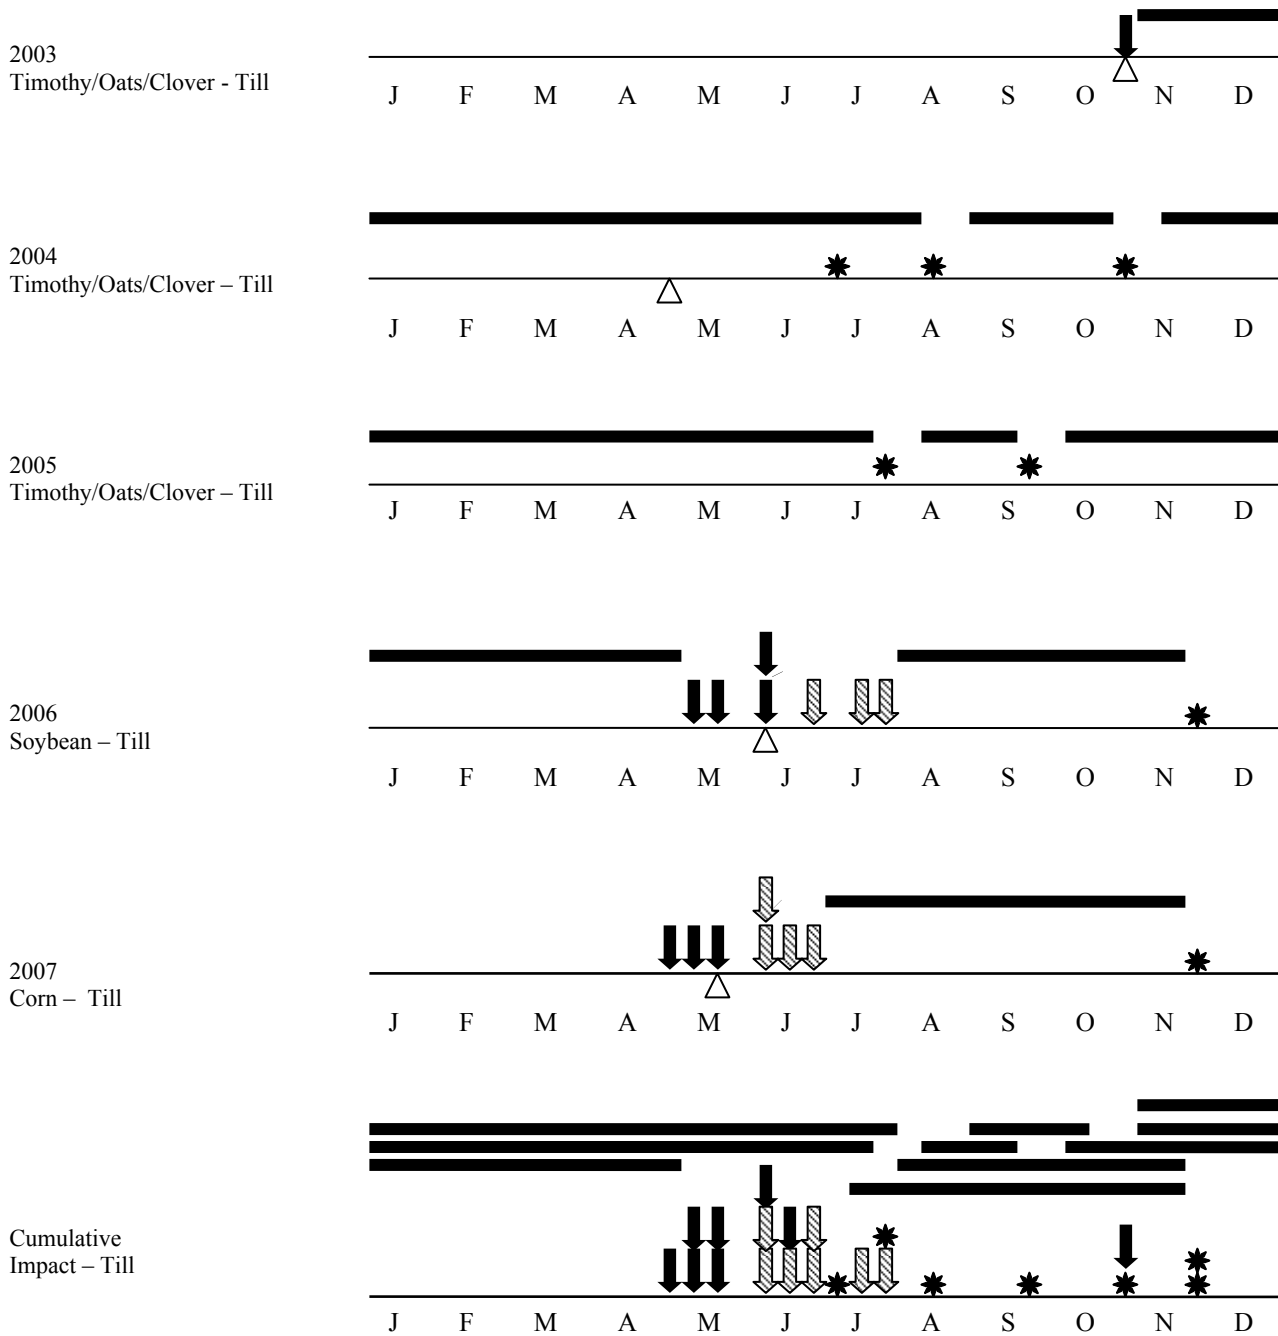 2003
Timothy/Oats/Clover - Till
J F M A M J J A S O N D
2004
Timothy/Oats/Clover – Till
J F M A M J J A S O N D
2005
Timothy/Oats/Clover – Till
J F M A M J J A S O N D
2006
Soybean – Till
J F M A M J J A S O N D
2007
Corn – Till
J F M A M J J A S O N D
Cumulative
Impact – Till
J F M A M J J A S O N D